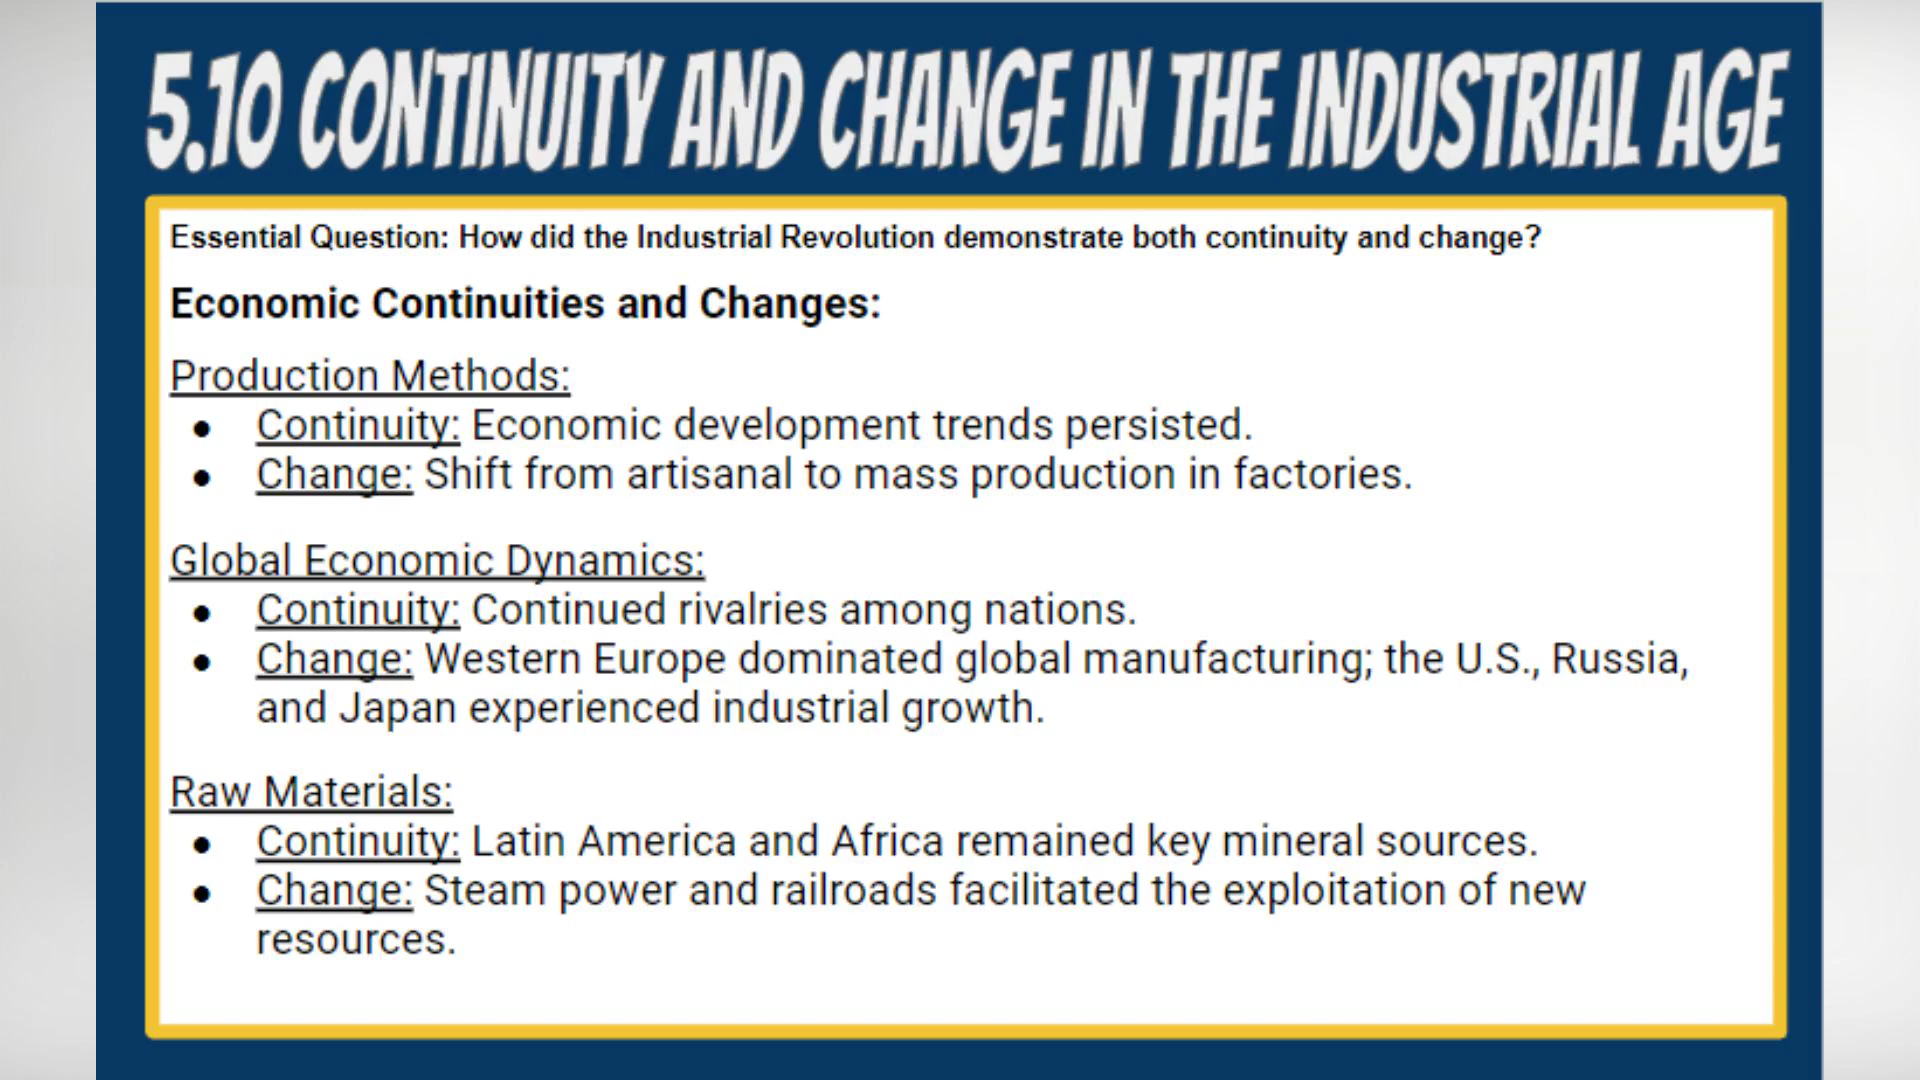 5.10 CONTINUITY AND CHANGE IN THE INDUSTRIAL AGE
Essential Question: How did the Industrial Revolution demonstrate both continuity and change?
Economic Continuities and Changes:
Production Methods:
● Continuity: Economic development trends persisted.
● Change: Shift from artisanal to mass production in factories.
Global Economic Dynamics:
● Continuity: Continued rivalries among nations.
● Change: Western Europe dominated global manufacturing; the U.S., Russia,
and Japan experienced industrial growth.
Raw Materials:
● Continuity: Latin America and Africa remained key mineral sources.
● Change: Steam power and railroads facilitated the exploitation of new
resources.